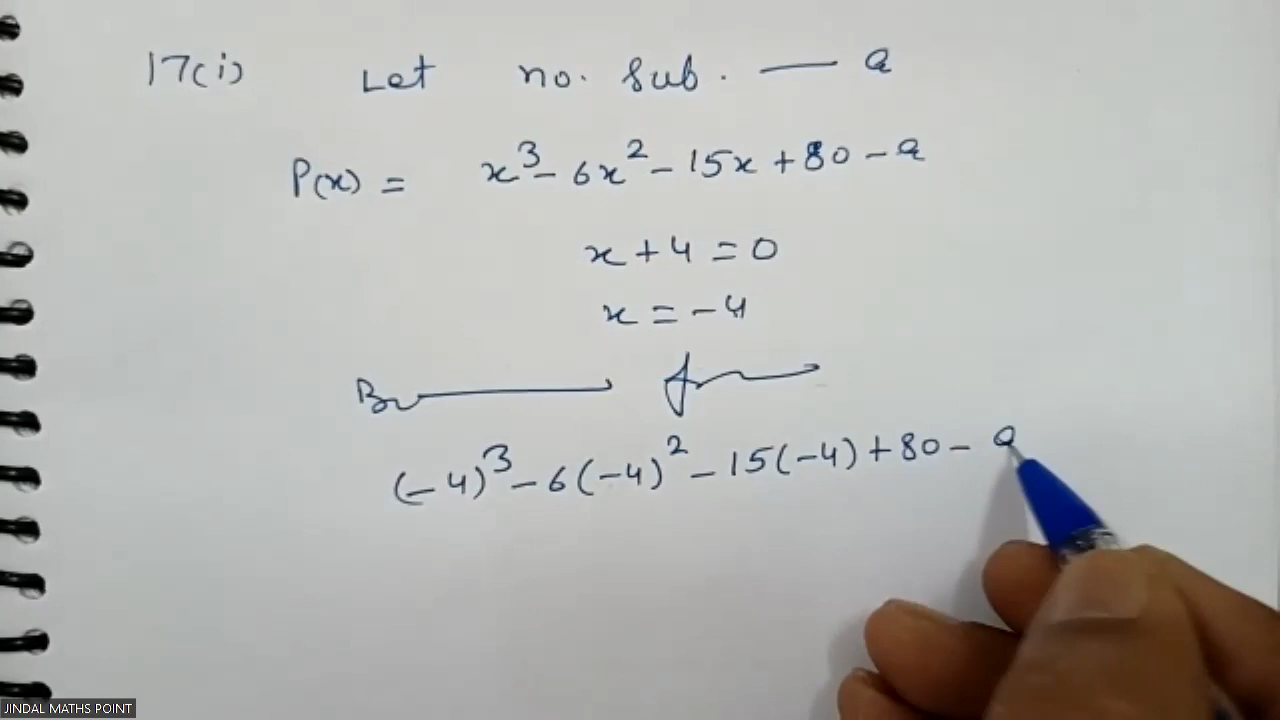 17(i) Let no. sub. — a
P(x) = x³ - 6x² - 15x + 80 - a
x + 4 = 0
x = -4
(-4)³ - 6(-4)² - 15(-4) + 80 - a
JINDAL MATHS POINT